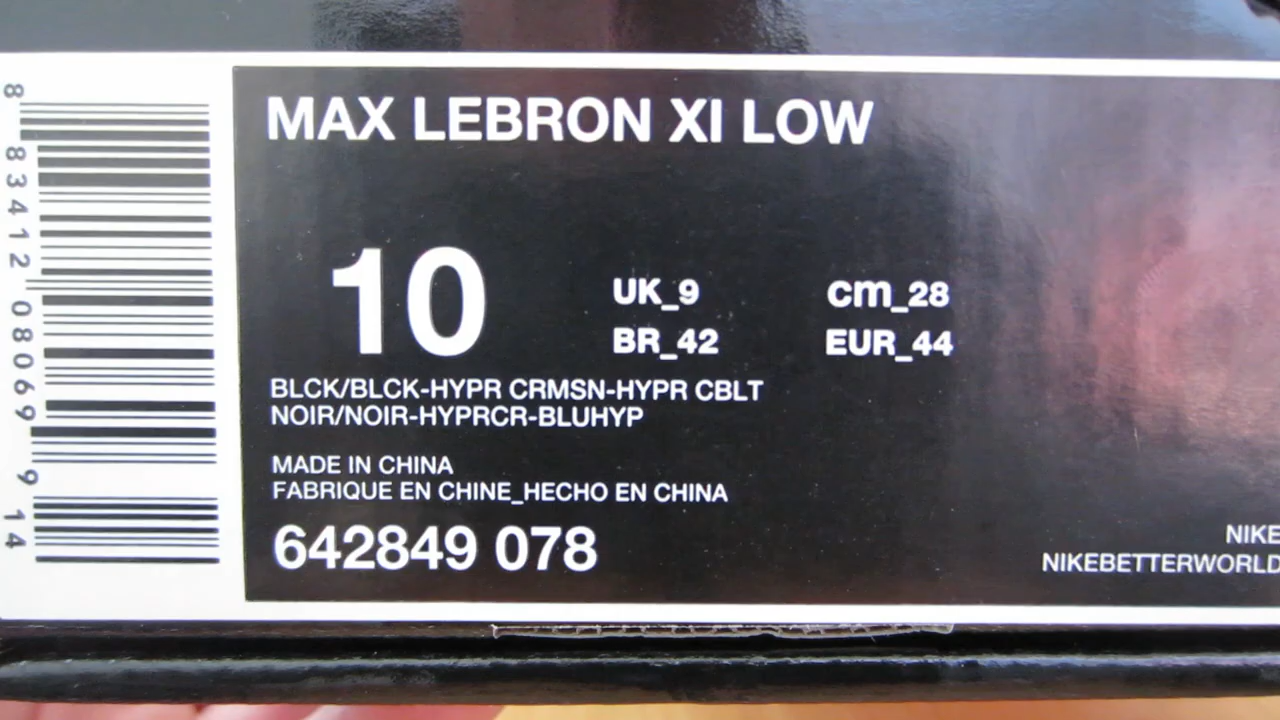 8 83412 08069 9 14
MAX LEBRON XI LOW
10
UK_9
cm_28
BR_42
EUR_44
BLCK/BLCK-HYPR CRMSN-HYPR CBLT
NOIR/NOIR-HYPRCR-BLUHYP
MADE IN CHINA
FABRIQUE EN CHINE_HECHO EN CHINA
642849 078
NIKE
NIKEBETTERWORLD